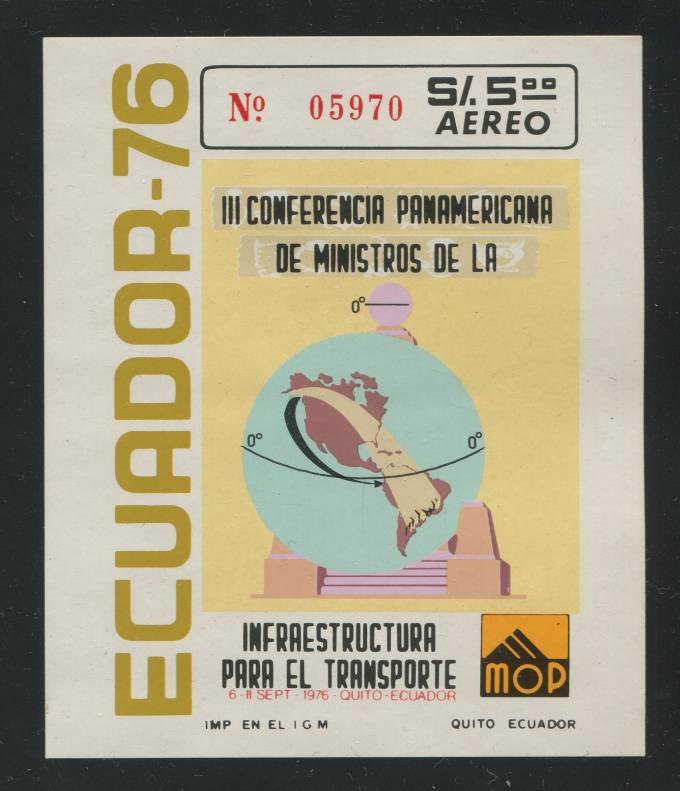 ECUADOR-76
Nº 05970
S/. 5⁰⁰
AEREO
III CONFERENCIA PANAMERICANA
DE MINISTROS DE LA
0°
0°
0°
INFRAESTRUCTURA
PARA EL TRANSPORTE
6-11 SEPT-1976-QUITO-ECUADOR
MOP
IMP EN EL I G M
QUITO ECUADOR